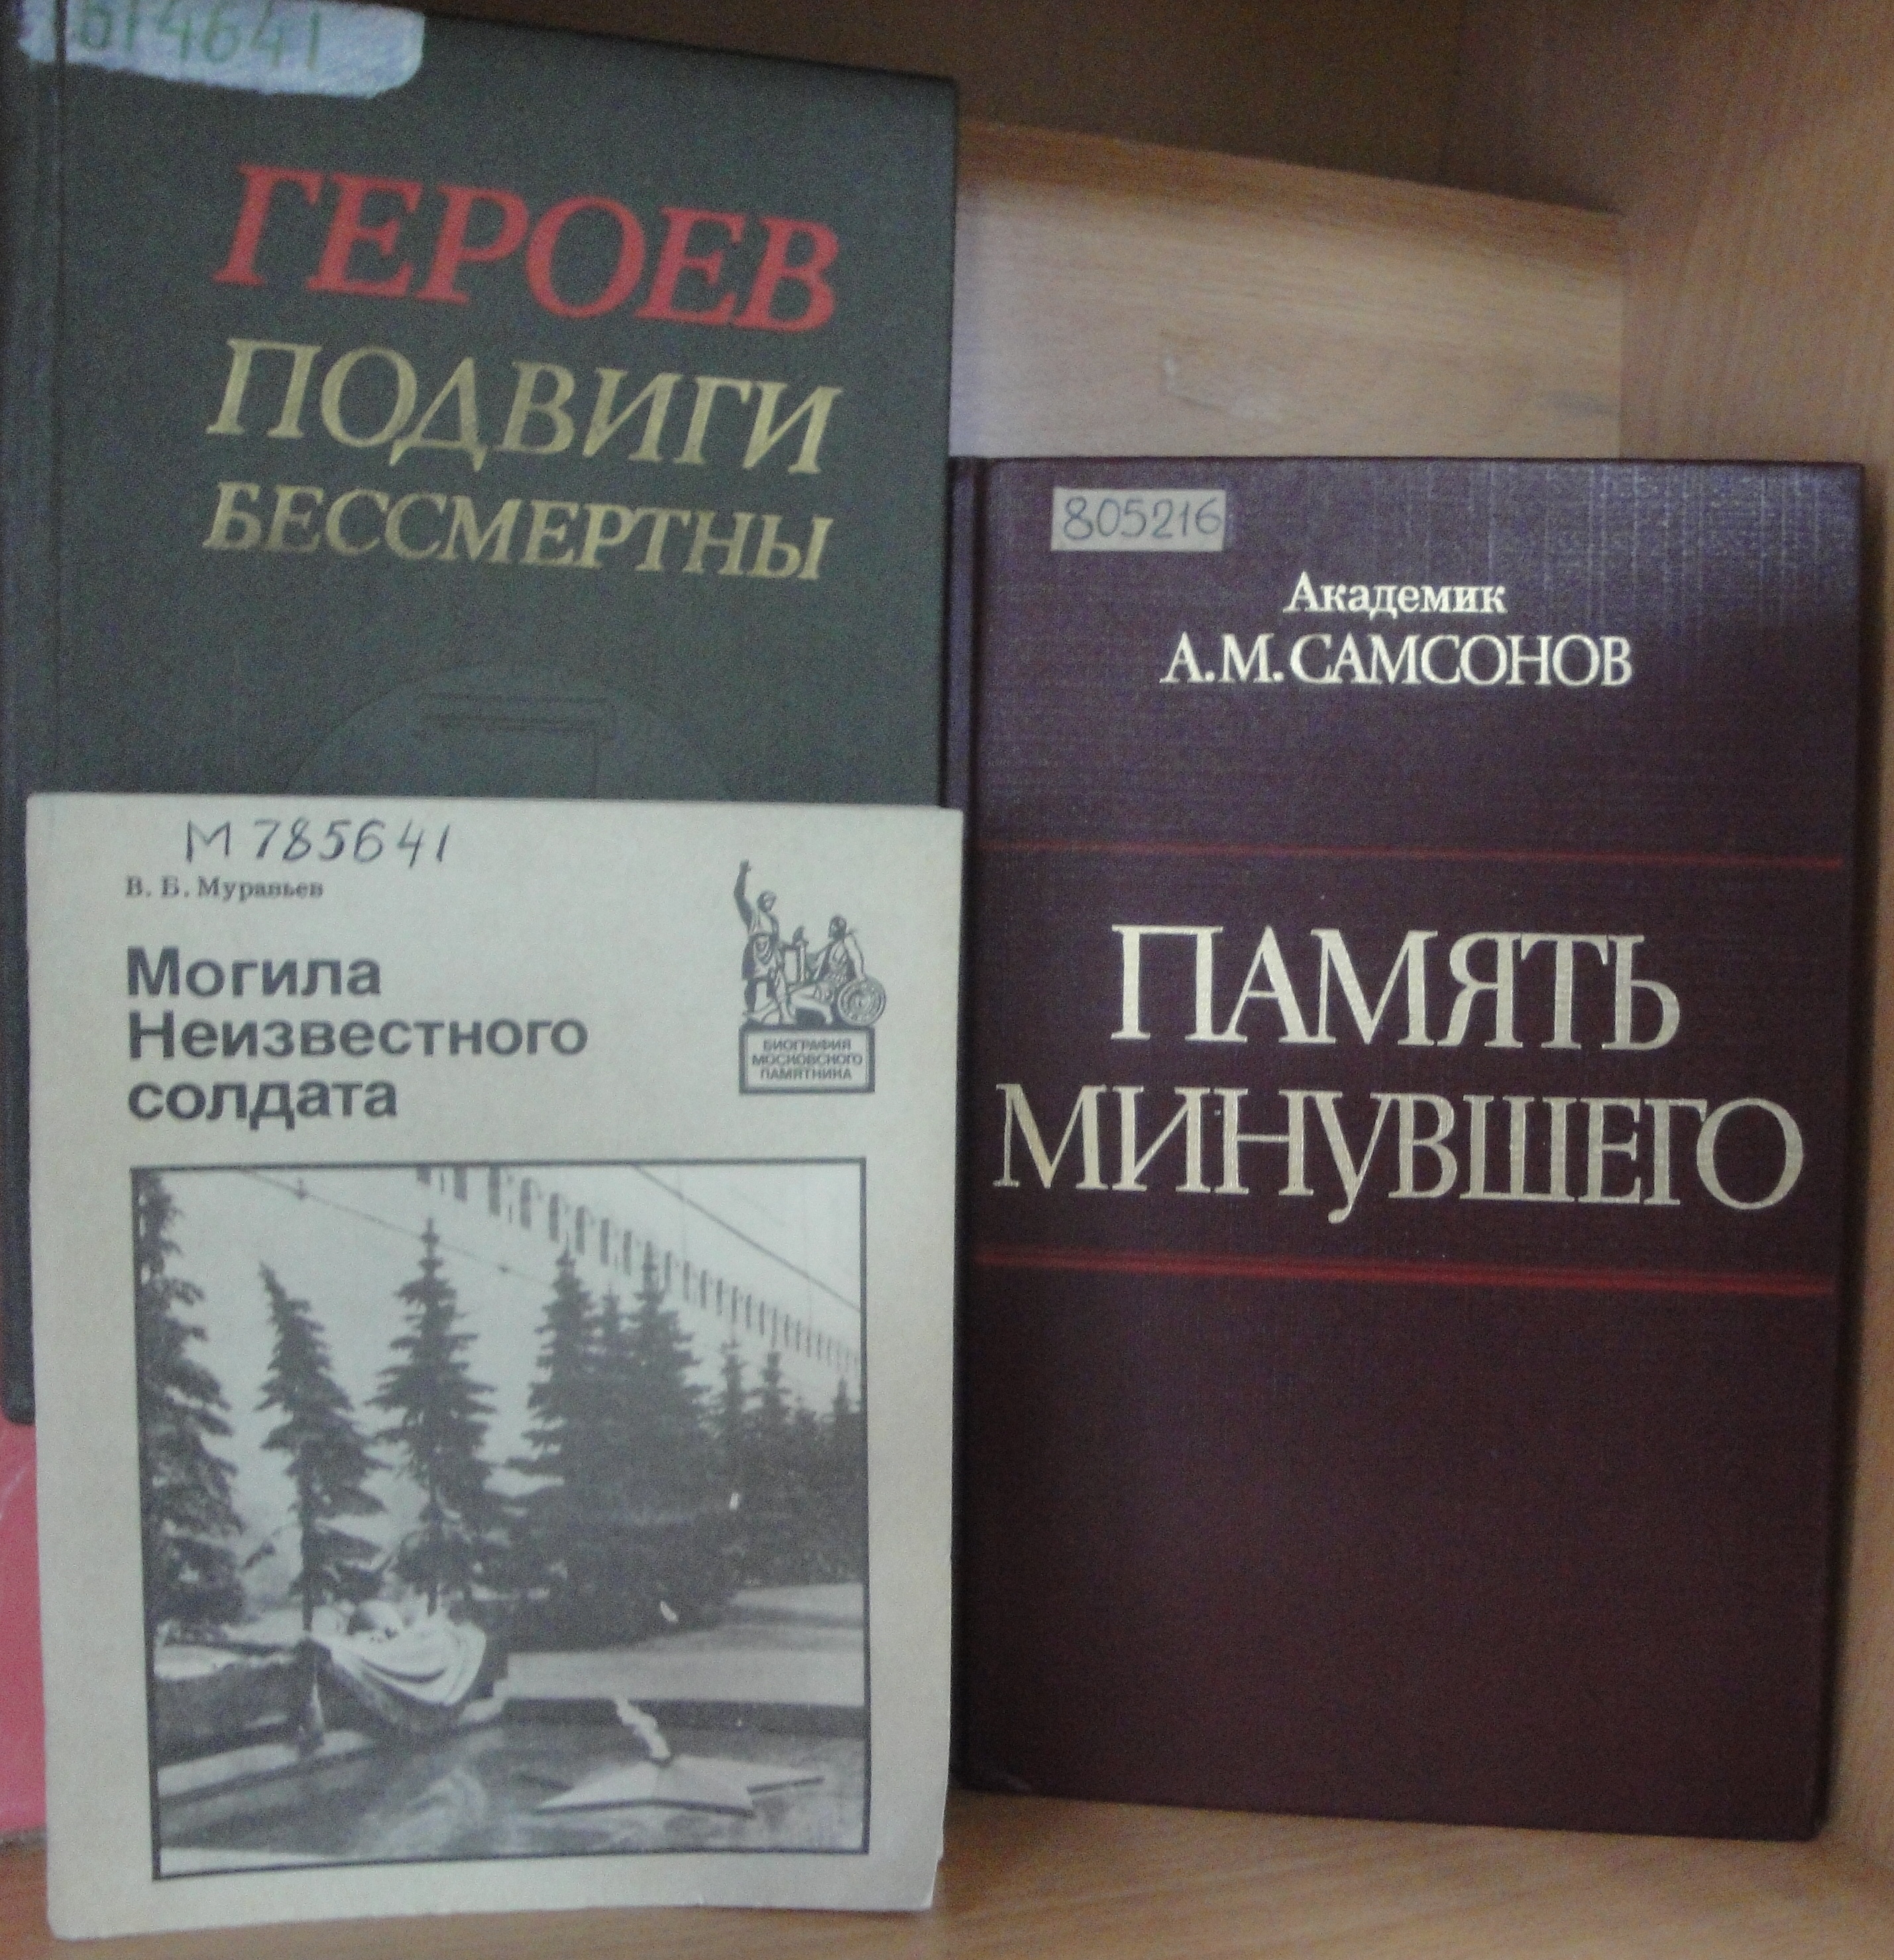 614641
ГЕРОЕВ
ПОДВИГИ
БЕССМЕРТНЫ
М 785641
В. Б. Муравьев
Могила
Неизвестного
солдата
БИОГРАФИЯ
МОСКОВСКОГО
ПАМЯТНИКА
805216
Академик
А.М.САМСОНОВ
ПАМЯТЬ
МИНУВШЕГО